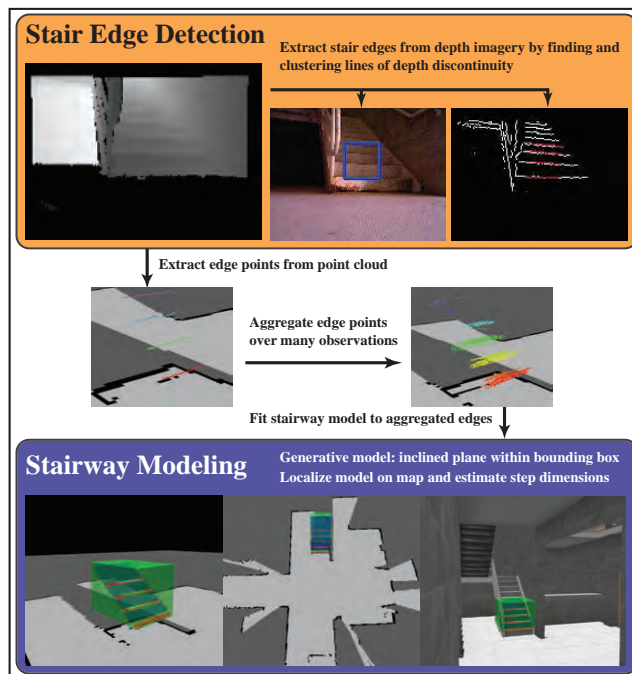 Stair Edge Detection
Extract stair edges from depth imagery by finding and
clustering lines of depth discontinuity
Extract edge points from point cloud
Aggregate edge points
over many observations
Fit stairway model to aggregated edges
Stairway Modeling
Generative model: inclined plane within bounding box
Localize model on map and estimate step dimensions